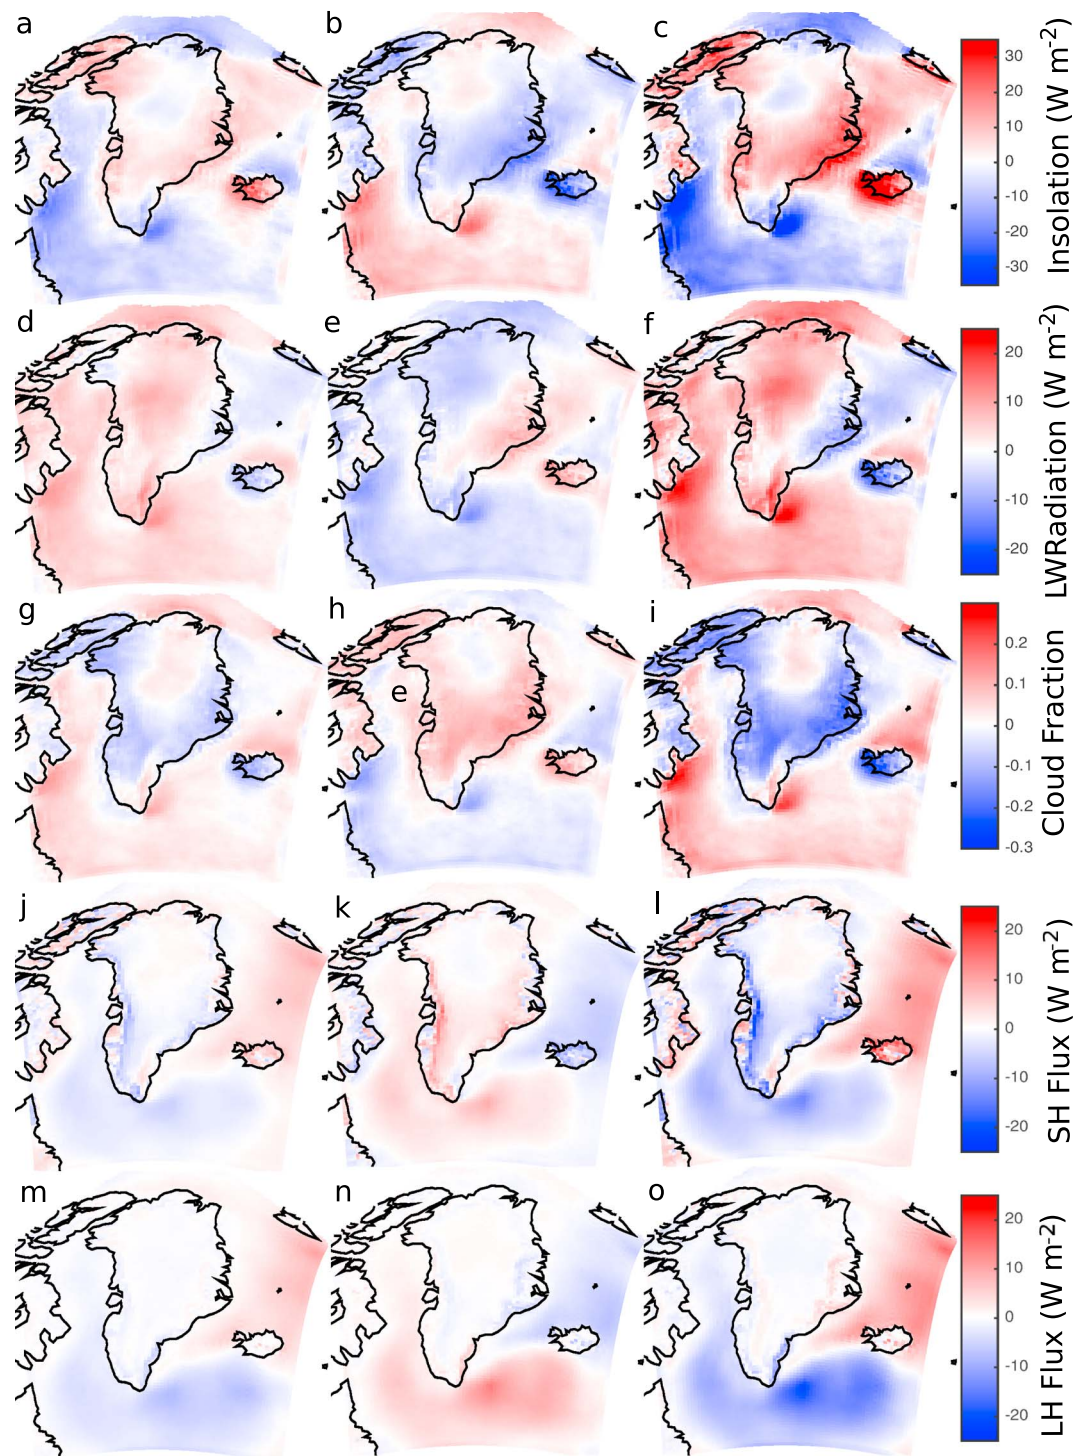 a b c
30
20
10
0
-10
-20
-30
Insolation (W m-2)
d e f
20
10
0
-10
-20
LWRadiation (W m-2)
g h i
e
0.2
0.1
0
-0.1
-0.2
-0.3
Cloud Fraction
j k l
20
10
0
-10
-20
SH Flux (W m-2)
m n o
20
10
0
-10
-20
LH Flux (W m-2)